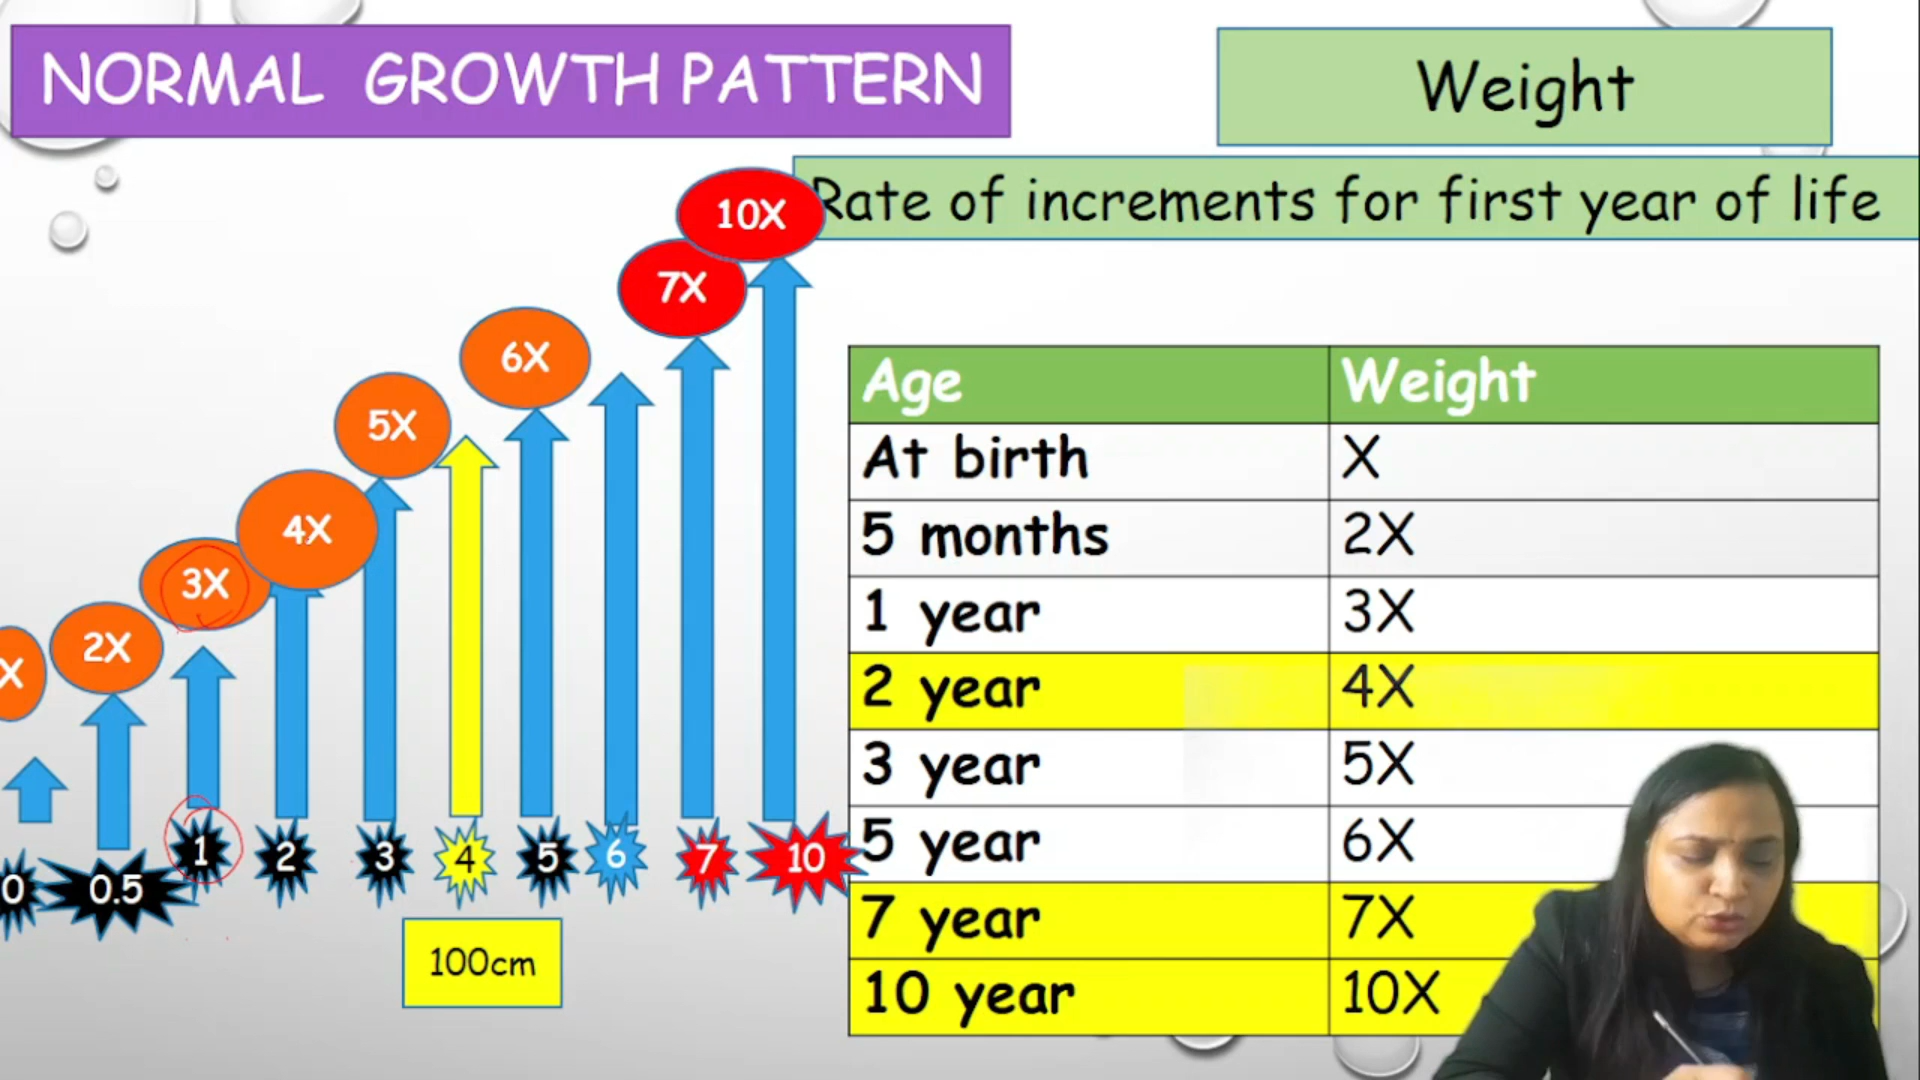 NORMAL GROWTH PATTERN
Weight
Rate of increments for first year of life
10X
7X
6X
5X
4X
3X
2X
X
0
0.5
1
2
3
4
5
6
7
10
100cm
Age Weight
At birth X
5 months 2X
1 year 3X
2 year 4X
3 year 5X
5 year 6X
7 year 7X
10 year 10X